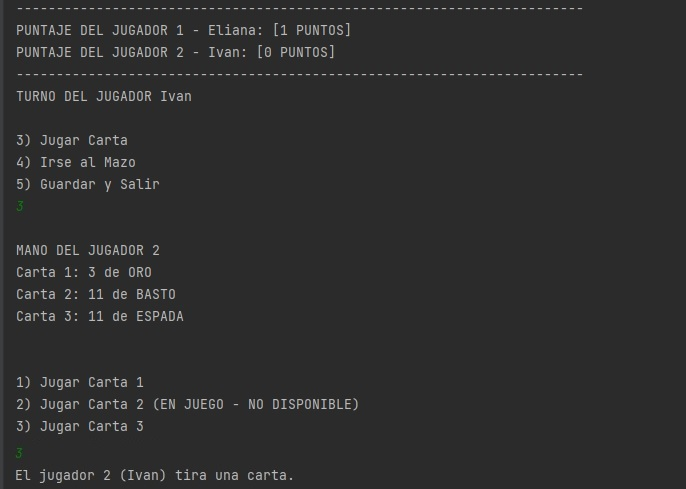 ------------------------------------------------------------------------
PUNTAJE DEL JUGADOR 1 - Eliana: [1 PUNTOS]
PUNTAJE DEL JUGADOR 2 - Ivan: [0 PUNTOS]
------------------------------------------------------------------------
TURNO DEL JUGADOR Ivan
3) Jugar Carta
4) Irse al Mazo
5) Guardar y Salir
3
MANO DEL JUGADOR 2
Carta 1: 3 de ORO
Carta 2: 11 de BASTO
Carta 3: 11 de ESPADA
1) Jugar Carta 1
2) Jugar Carta 2 (EN JUEGO - NO DISPONIBLE)
3) Jugar Carta 3
3
El jugador 2 (Ivan) tira una carta.